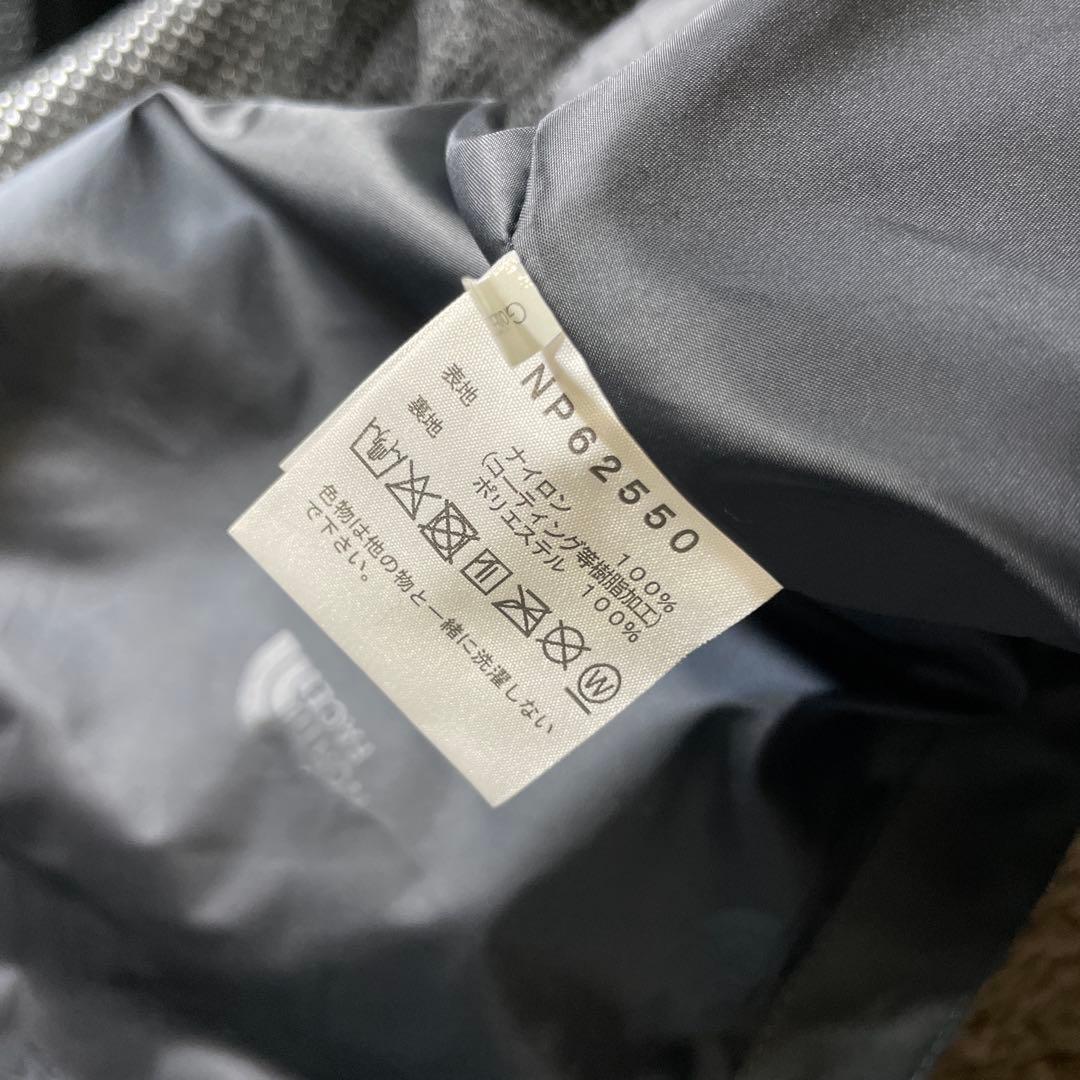 NP62550
表地 ナイロン 100%
(コーティング等樹脂加工)
裏地 ポリエステル 100%
W
色物は他の物と一緒に洗濯しない
で下さい。